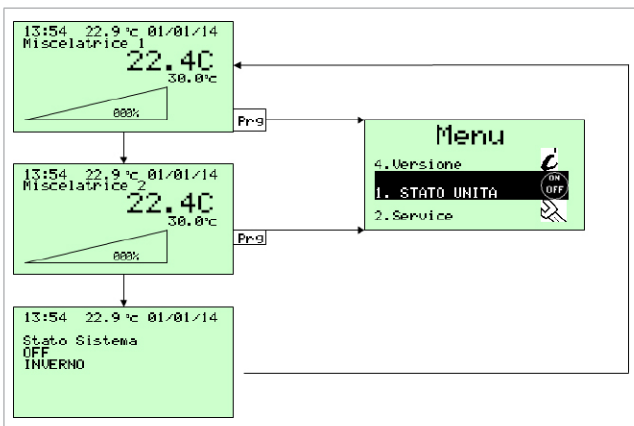 13:54 22.9 °c 01/01/14
Miscelatrice 1
22.4C
30.0°c
000%
Prg
Menu
4.Versione
1. STATO UNITA
ON
OFF
2.Service
13:54 22.9 °c 01/01/14
Miscelatrice 2
22.4C
30.0°c
000%
Prg
13:54 22.9 °c 01/01/14
Stato Sistema
OFF
INVERNO